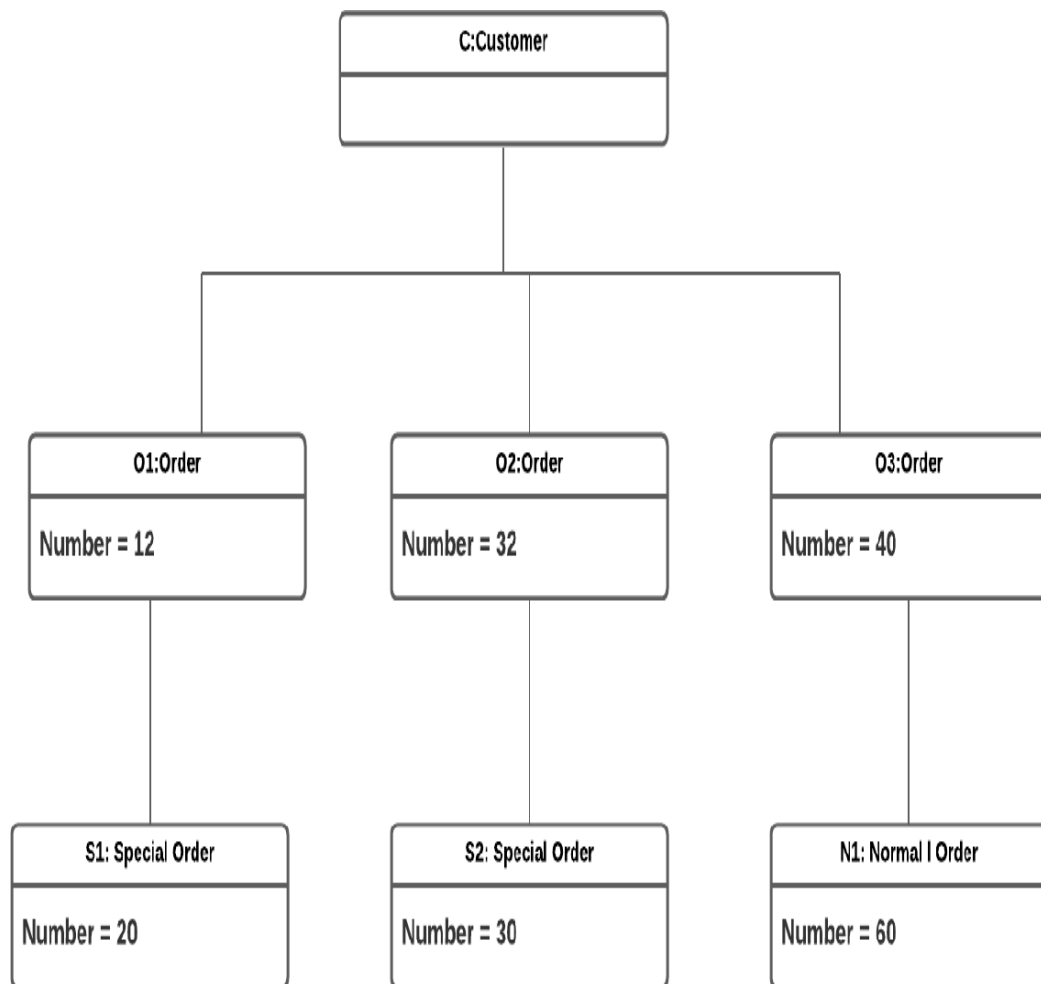 C:Customer
O1:Order
Number = 12
O2:Order
Number = 32
O3:Order
Number = 40
S1: Special Order
Number = 20
S2: Special Order
Number = 30
N1: Normal l Order
Number = 60